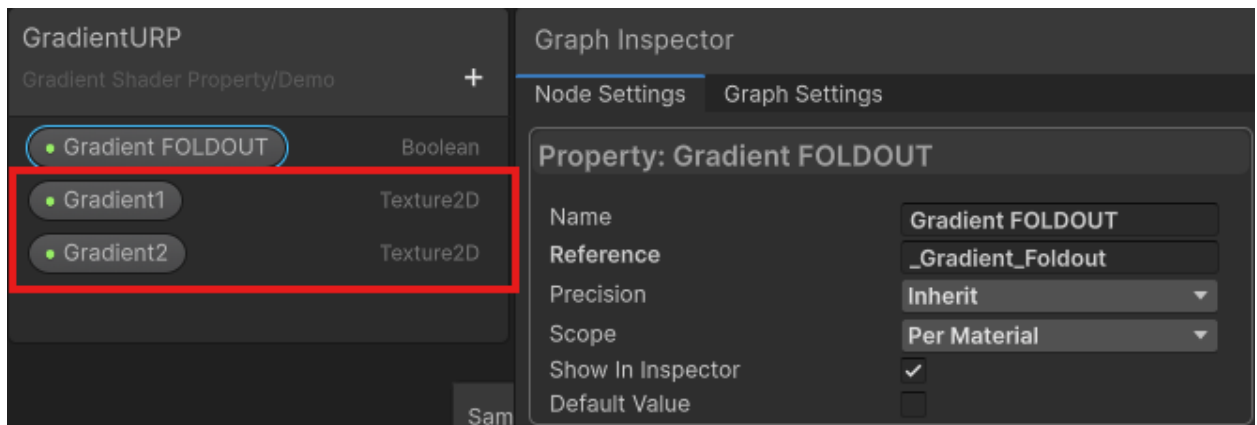 GradientURP
Gradient Shader Property/Demo
+
Gradient FOLDOUT Boolean
Gradient1 Texture2D
Gradient2 Texture2D
Sam
Graph Inspector
Node Settings Graph Settings
Property: Gradient FOLDOUT
Name Gradient FOLDOUT
Reference _Gradient_Foldout
Precision Inherit
Scope Per Material
Show In Inspector
Default Value